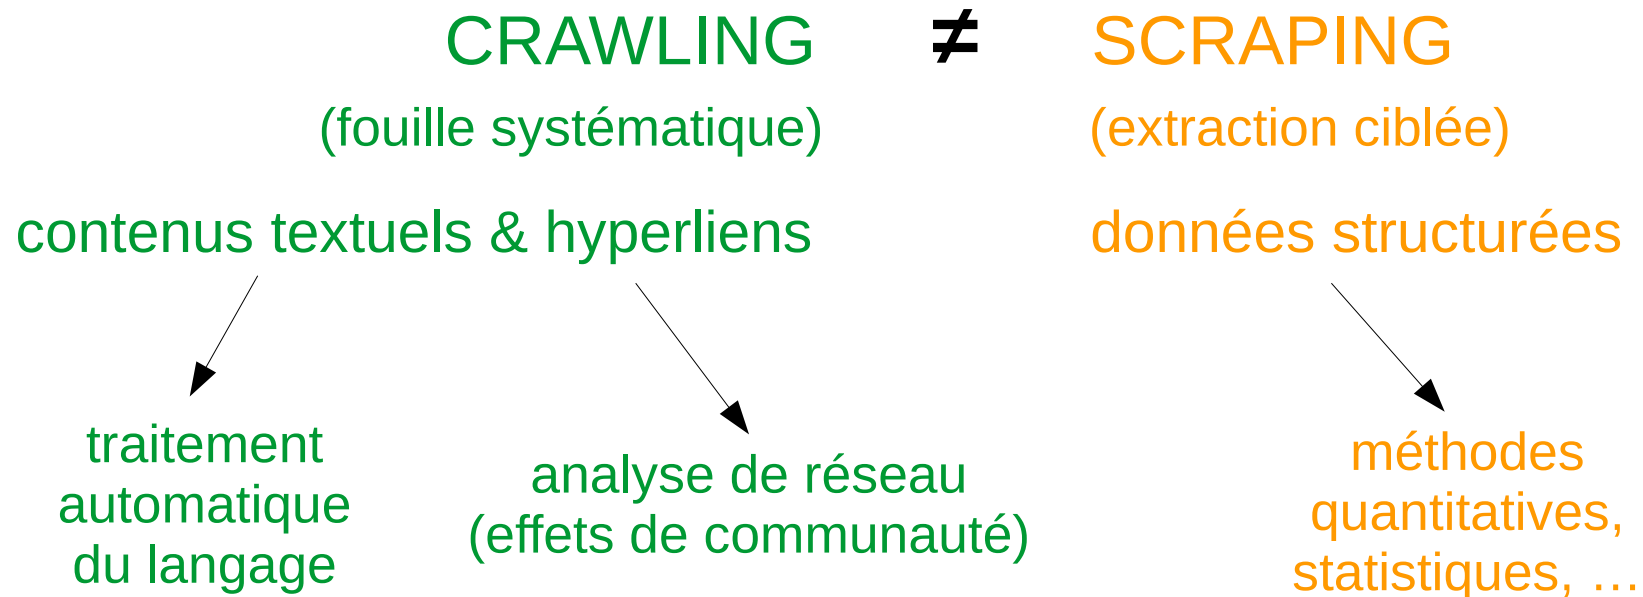 CRAWLING ≠ SCRAPING
(fouille systématique) (extraction ciblée)
contenus textuels & hyperliens données structurées
traitement
automatique
du langage
analyse de réseau
(effets de communauté)
méthodes
quantitatives,
statistiques, …